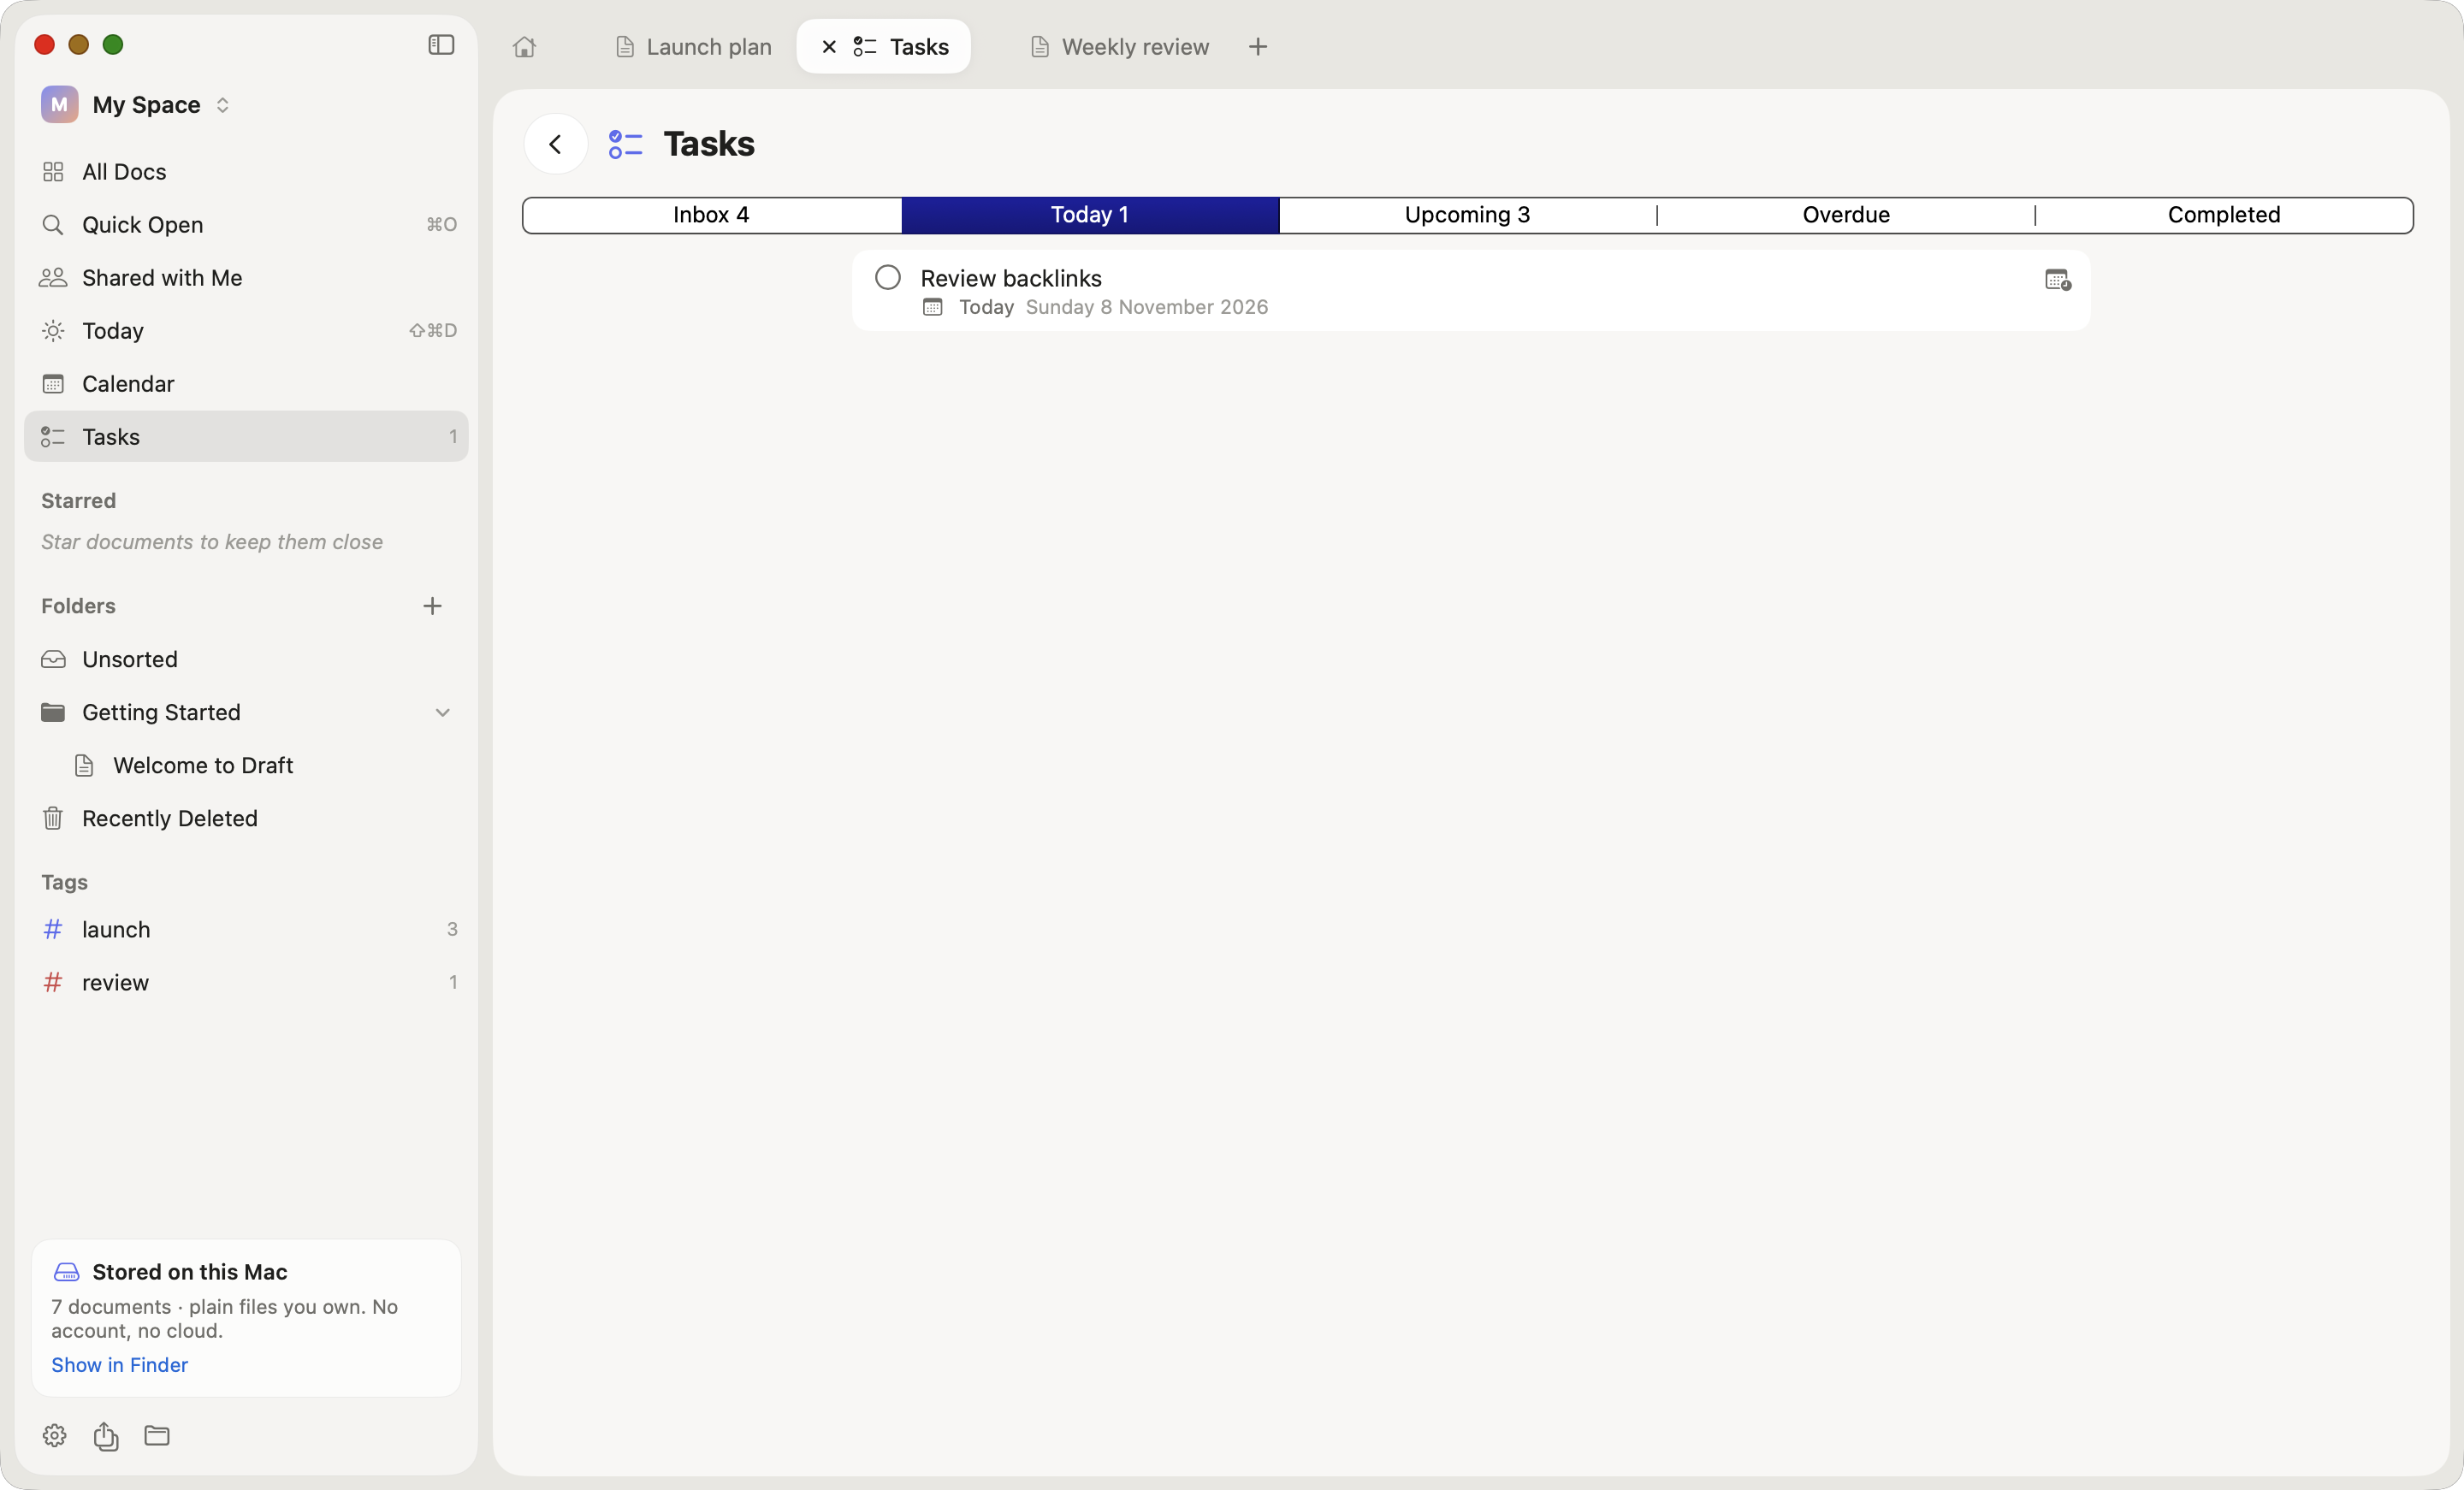 M My Space
All Docs
Quick Open ⌘O
Shared with Me
Today ⇧⌘D
Calendar
Tasks 1
Starred
Star documents to keep them close
Folders
Unsorted
Getting Started
Welcome to Draft
Recently Deleted
Tags
# launch 3
# review 1
Stored on this Mac
7 documents · plain files you own. No
account, no cloud.
Show in Finder
Launch plan
Tasks
Weekly review
Tasks
Inbox 4
Today 1
Upcoming 3
Overdue
Completed
Review backlinks
Today Sunday 8 November 2026